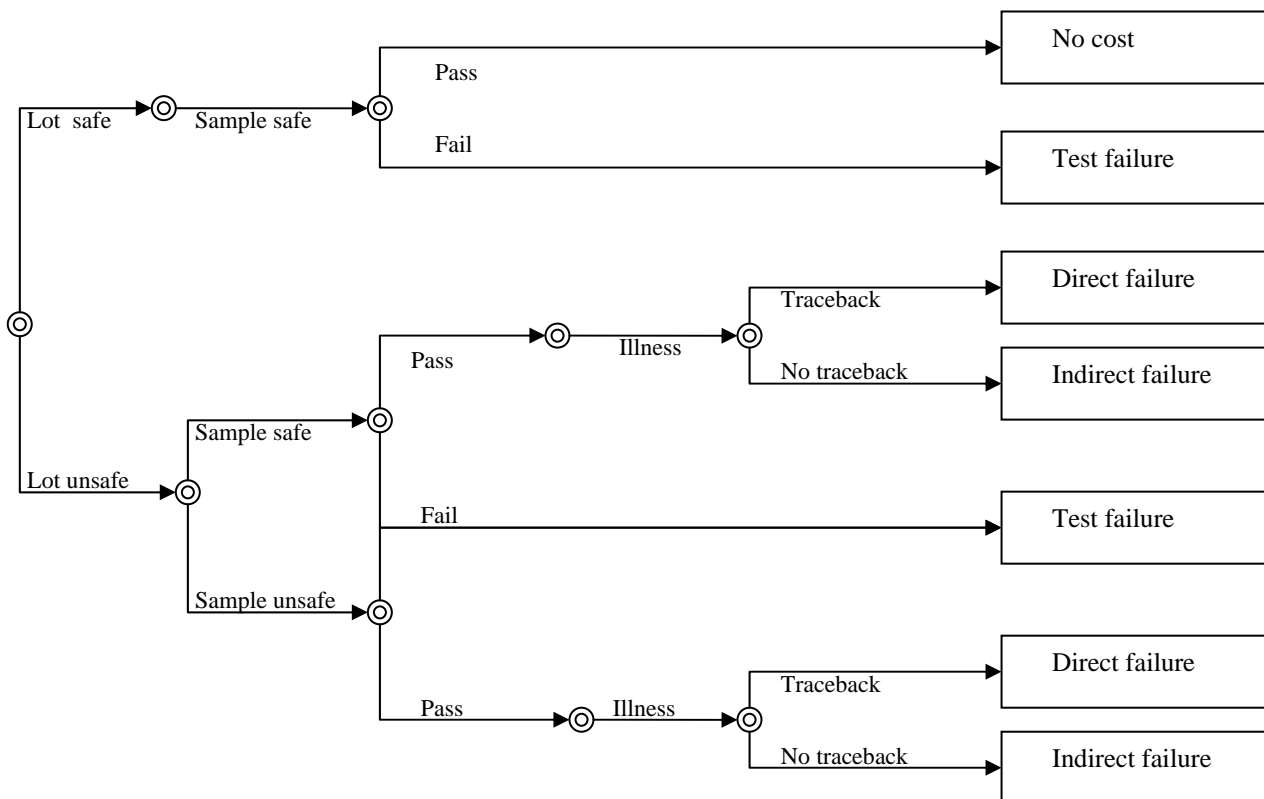 No cost
Pass
Lot safe
Sample safe
Fail
Test failure
Direct failure
Traceback
Illness
Pass
No traceback
Indirect failure
Sample safe
Lot unsafe
Fail
Test failure
Sample unsafe
Direct failure
Traceback
Pass
Illness
No traceback
Indirect failure